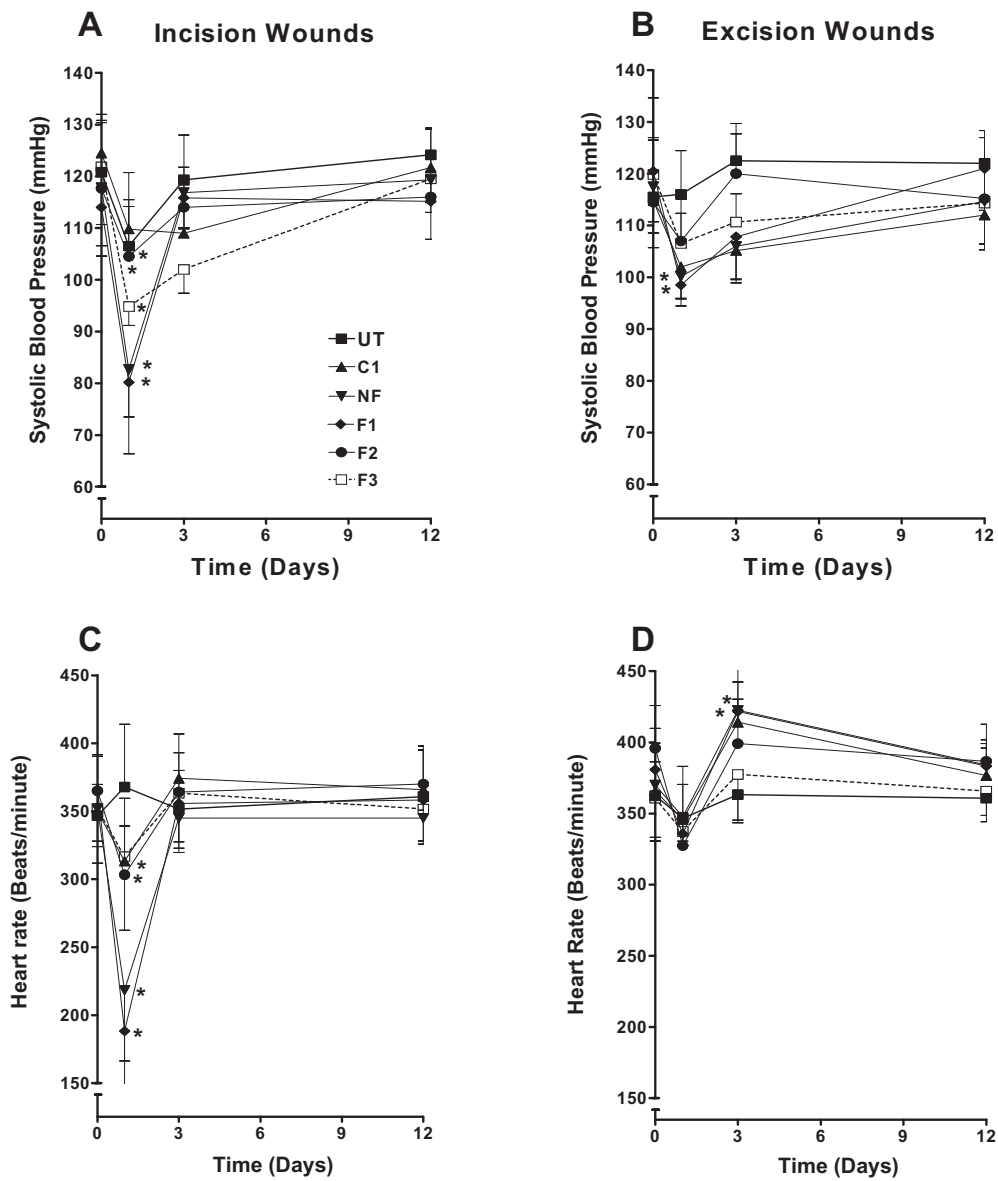 A Incision Wounds
Systolic Blood Pressure (mmHg)
140
130
120
110
100
90
80
70
60
*
*
*
*
*
UT
C1
NF
F1
F2
F3
0 3 6 9 12
Time (Days)
B Excision Wounds
Systolic Blood Pressure (mmHg)
140
130
120
110
100
90
80
70
60
*
*
0 3 6 9 12
Time (Days)
C
Heart rate (Beats/minute)
450
400
350
300
250
200
150
*
*
*
*
0 3 6 9 12
Time (Days)
D
Heart Rate (Beats/minute)
450
400
350
300
250
200
150
*
*
0 3 6 9 12
Time (Days)